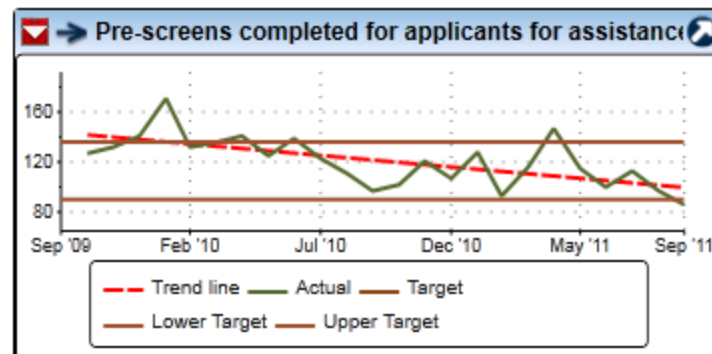 Pre-screens completed for applicants for assistance
160
120
80
Sep '09 Feb '10 Jul '10 Dec '10 May '11 Sep '11
Trend line Actual Target
Lower Target Upper Target